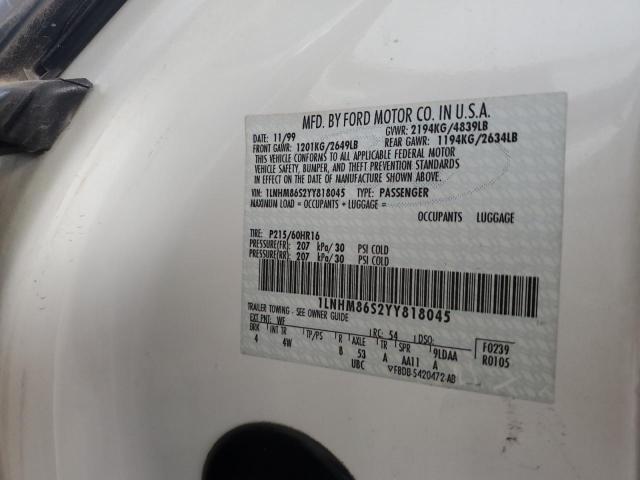 MFD. BY FORD MOTOR CO. IN U.S.A.
DATE: 11/99 GVWR: 2194KG/4839LB
FRONT GAWR: 1201KG/2649LB REAR GAWR: 1194KG/2634LB
THIS VEHICLE CONFORMS TO ALL APPLICABLE FEDERAL MOTOR
VEHICLE SAFETY, BUMPER, AND THEFT PREVENTION STANDARDS
IN EFFECT ON THE DATE OF MANUFACTURE SHOWN ABOVE.
VIN: 1LNHM86S2YY818045 TYPE: PASSENGER
MAXIMUM LOAD = OCCUPANTS + LUGGAGE =
OCCUPANTS LUGGAGE
TIRE: P215/60HR16
PRESSURE(FR): 207 kPa/30 PSI COLD
PRESSURE(RR): 207 kPa/30 PSI COLD
1LNHM86S2YY818045
TRAILER TOWING - SEE OWNER GUIDE
EXT PNT: WF RC: 54 DSO: F0239
BRK INT TR TP/PS R AXLE TR SPR 9LDAA R0105
4 4W 8 53 A AA11 A
UBC F8DB-5420472-AB